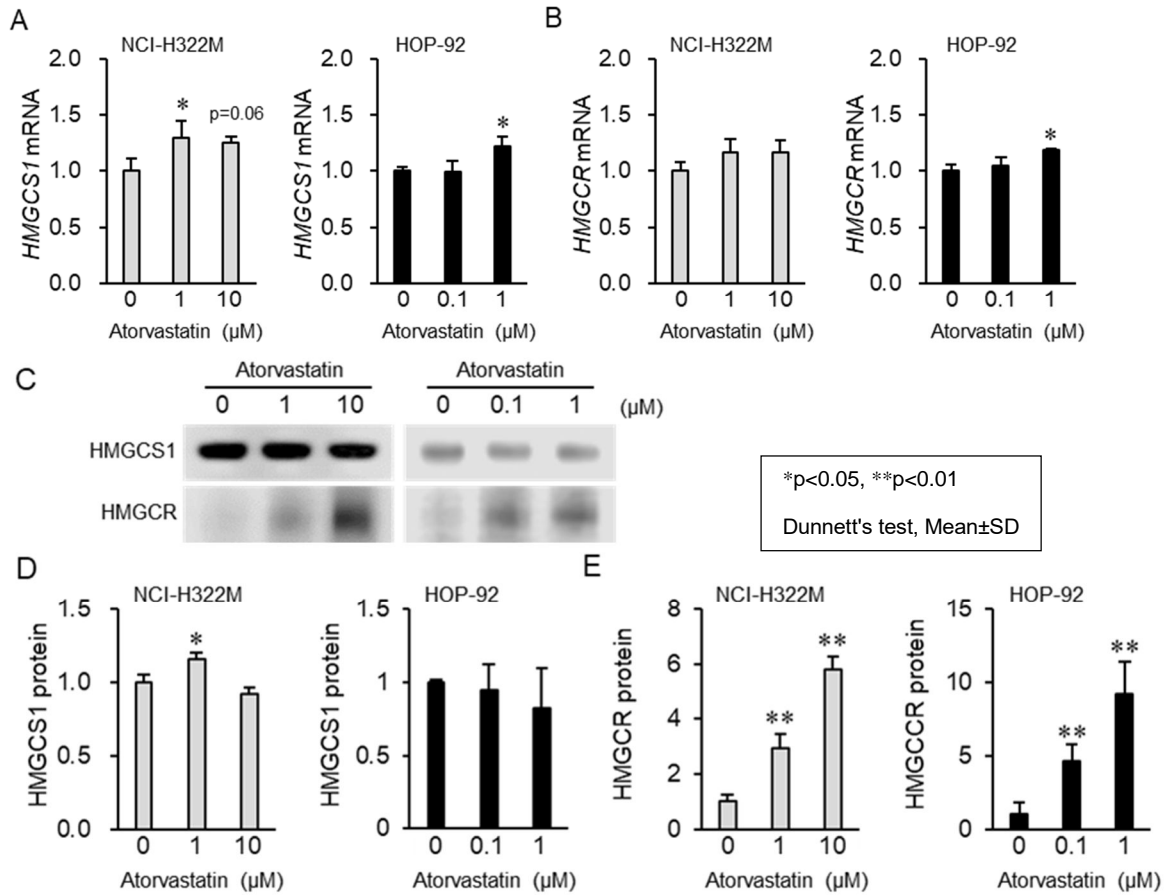 A
NCI-H322M
HMGCS1 mRNA
2.0
1.5
1.0
0.5
0.0
*
p=0.06
0 1 10
Atorvastatin (µM)
HOP-92
HMGCS1 mRNA
2.0
1.5
1.0
0.5
0.0
*
0 0.1 1
Atorvastatin (µM)
B
NCI-H322M
HMGCR mRNA
2.0
1.5
1.0
0.5
0.0
0 1 10
Atorvastatin (µM)
HOP-92
HMGCR mRNA
2.0
1.5
1.0
0.5
0.0
*
0 0.1 1
Atorvastatin (µM)
C
Atorvastatin
0 1 10
Atorvastatin
0 0.1 1 (µM)
HMGCS1
HMGCR
*p<0.05, **p<0.01
Dunnett's test, Mean±SD
D
NCI-H322M
HMGCS1 protein
1.5
1.0
0.5
0.0
*
0 1 10
Atorvastatin (µM)
HOP-92
HMGCS1 protein
1.5
1.0
0.5
0
0 0.1 1
Atorvastatin (µM)
E
NCI-H322M
HMGCR protein
8
6
4
2
0
**
**
0 1 10
Atorvastatin (µM)
HOP-92
HMGCCR protein
15
10
5
0
**
**
0 0.1 1
Atorvastatin (µM)